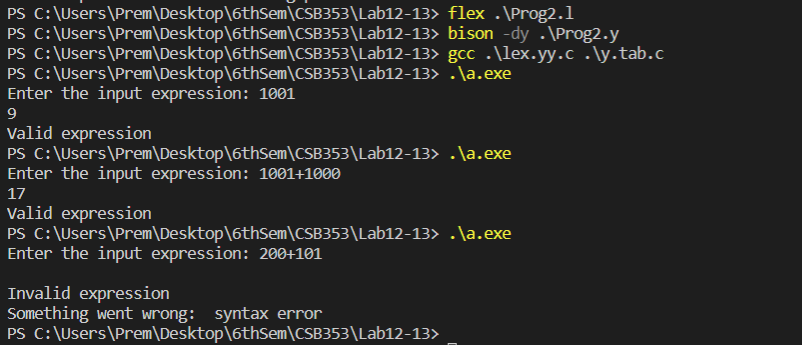 PS C:\Users\Prem\Desktop\6thSem\CSB353\Lab12-13> flex .\Prog2.l
PS C:\Users\Prem\Desktop\6thSem\CSB353\Lab12-13> bison -dy .\Prog2.y
PS C:\Users\Prem\Desktop\6thSem\CSB353\Lab12-13> gcc .\lex.yy.c .\y.tab.c
PS C:\Users\Prem\Desktop\6thSem\CSB353\Lab12-13> .\a.exe
Enter the input expression: 1001
9
Valid expression
PS C:\Users\Prem\Desktop\6thSem\CSB353\Lab12-13> .\a.exe
Enter the input expression: 1001+1000
17
Valid expression
PS C:\Users\Prem\Desktop\6thSem\CSB353\Lab12-13> .\a.exe
Enter the input expression: 200+101
Invalid expression
Something went wrong:  syntax error
PS C:\Users\Prem\Desktop\6thSem\CSB353\Lab12-13>